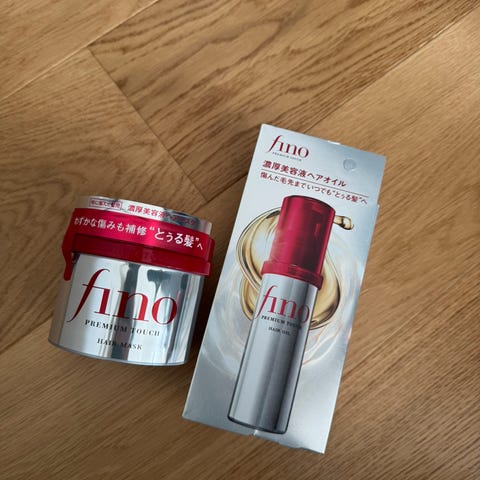 濃厚美容液
わずかな傷みも補修“とぅる髪”へ
fino
PREMIUM TOUCH
HAIR MASK
fino
PREMIUM TOUCH
濃厚美容液ヘアオイル
傷んだ毛先までいつでも“とぅる髪”へ
fino
PREMIUM TOUCH
HAIR OIL